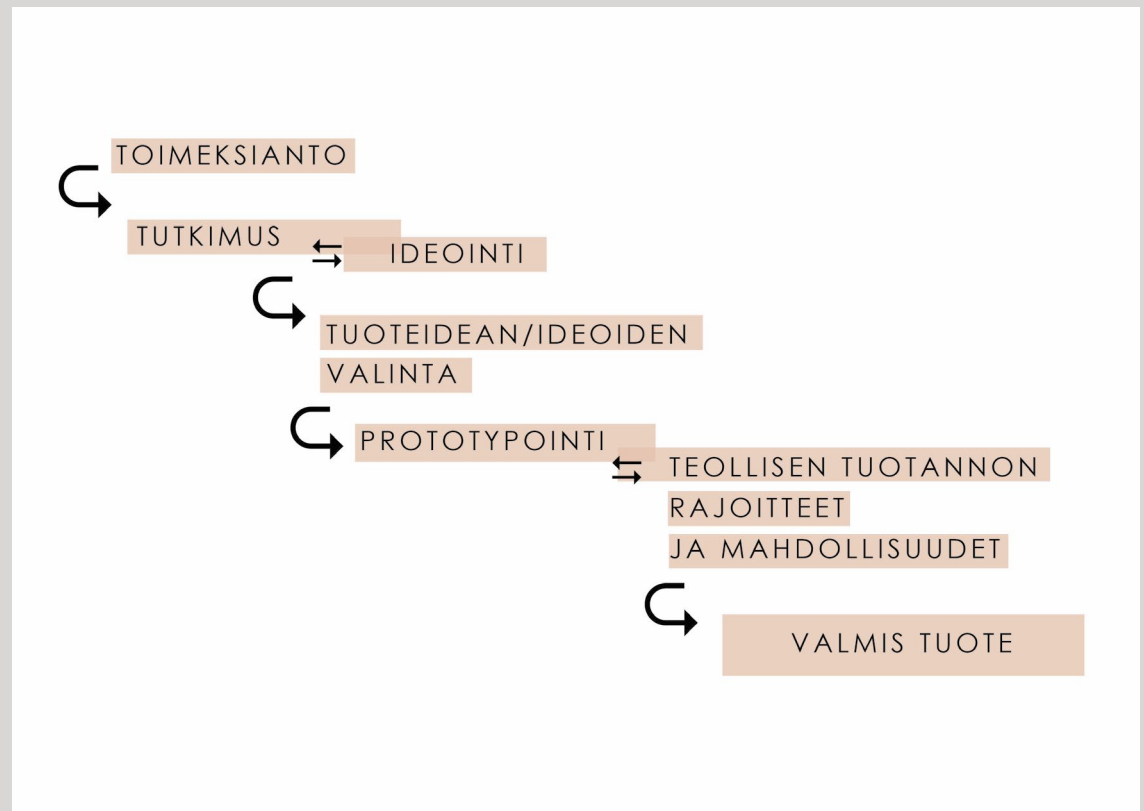 TOIMEKSIANTO
TUTKIMUS
IDEOINTI
TUOTEIDEAN/IDEOIDEN
VALINTA
PROTOTYPOINTI
TEOLLISEN TUOTANNON
RAJOITTEET
JA MAHDOLLISUUDET
VALMIS TUOTE